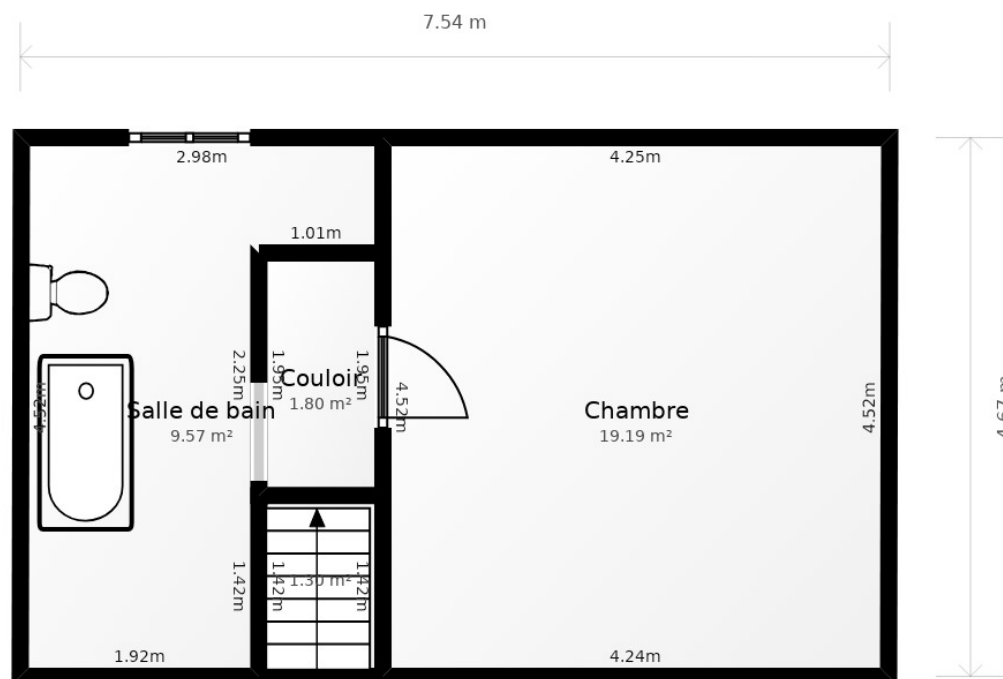 7.54 m
2.98m
4.25m
1.01m
2.25m
1.95m
1.95m
4.52m
Couloir
1.80 m²
Salle de bain
9.57 m²
4.52m
Chambre
19.19 m²
4.52m
4.67 m
1.42m
1.42m
1.30 m²
1.42m
1.92m
4.24m